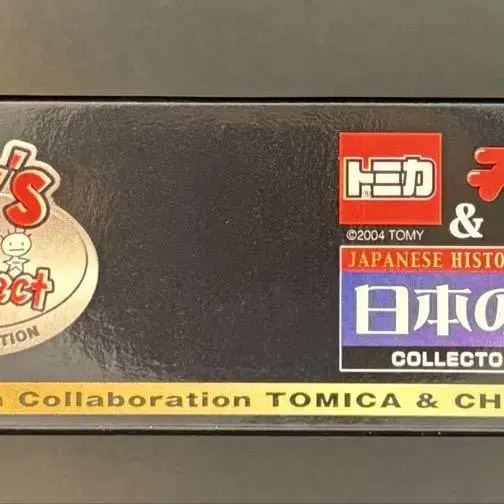 's
ect
TION
トミカ
©2004 TOMY &
JAPANESE HISTO
日本の
COLLECTO
Collaboration TOMICA & CH